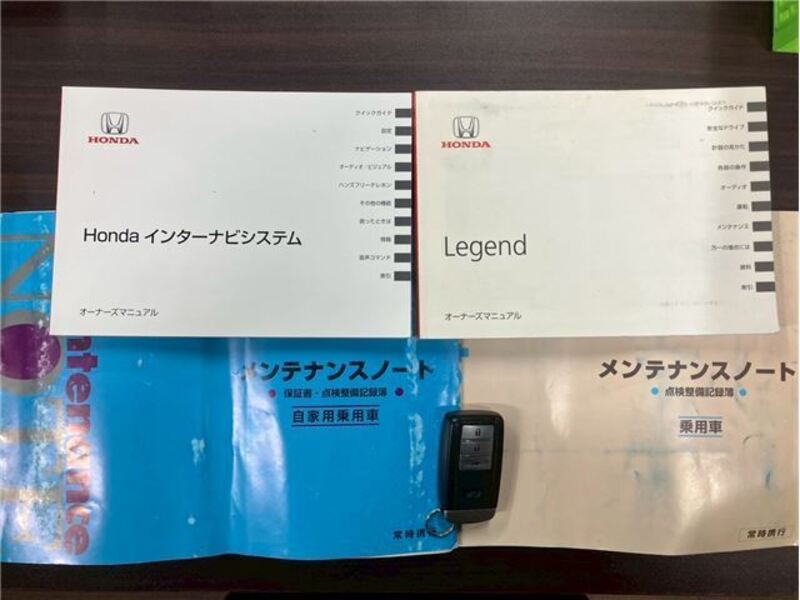 HONDA
クイックガイド
設定
ナビゲーション
オーディオ／ビジュアル
ハンズフリーテレホン
その他の機能
困ったときは
情報
音声コマンド
索引
Honda インターナビシステム
オーナーズマニュアル
HONDA
クイックガイド
安全なドライブ
計器の見かた
各部の操作
オーディオ
運転
メンテナンス
万一の場合には
資料
索引
Legend
オーナーズマニュアル
メンテナンスノート
保証書・点検整備記録簿
自家用乗用車
常時携行
メンテナンスノート
点検整備記録簿
乗用車
常時携行